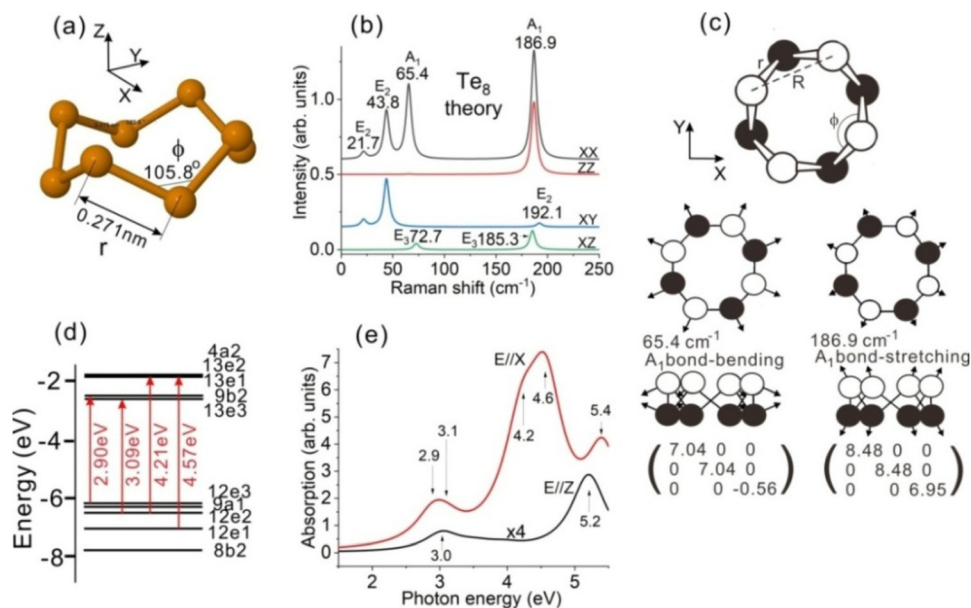 (a)
Z
Y
X
ϕ
105.8°
0.271nm
r
(b)
Intensity (arb. units)
1.0
0.5
0.0
E2
21.7
E2
43.8
A1
65.4
Te8
theory
A1
186.9
XX
ZZ
E2
192.1
XY
E3 72.7
E3 185.3
XZ
0 50 100 150 200 250
Raman shift (cm-1)
(c)
r
R
ϕ
Y
X
65.4 cm-1
A1 bond-bending
7.04 0 0
0 7.04 0
0 0 -0.56
186.9 cm-1
A1 bond-stretching
8.48 0 0
0 8.48 0
0 0 6.95
(d)
Energy (eV)
-2
-4
-6
-8
2.90eV
3.09eV
4.21eV
4.57eV
4a2
13e2
13e1
9b2
13e3
12e3
9a1
12e2
12e1
8b2
(e)
Absorption (arb. units)
7
6
5
4
3
2
1
0
E//X
2.9
3.1
4.2
4.6
5.4
E//Z
x4
3.0
5.2
2 3 4 5
Photon energy (eV)